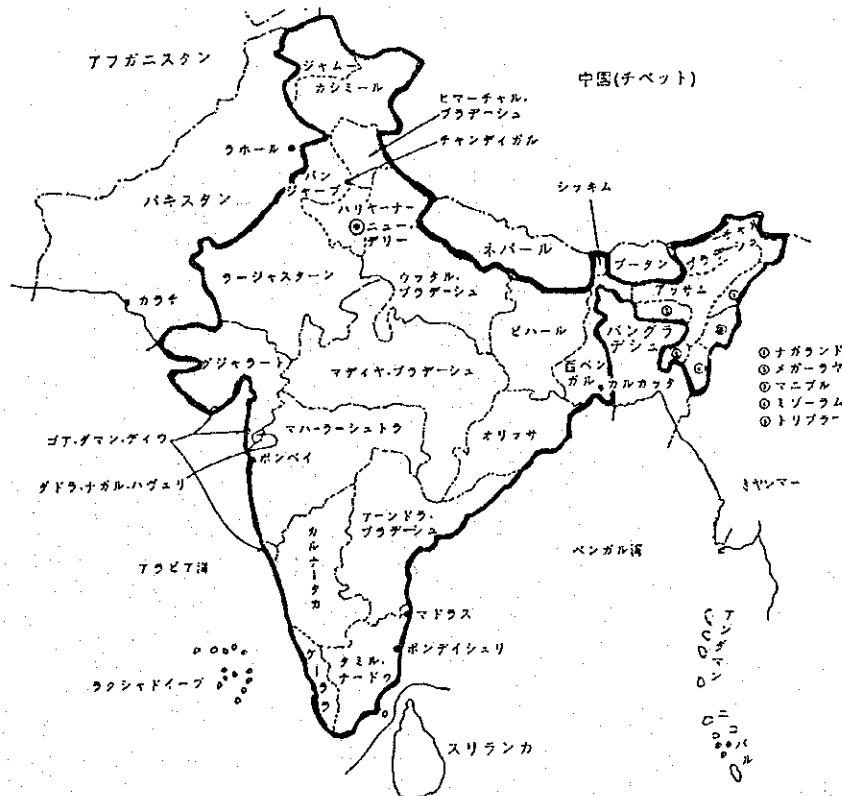 アフガニスタン
ジャムー
カシミール
中国(チベット)
ヒマーチャル・
プラデーシュ
チャンディガル
ラホール
パン
ジャーブ
シッキム
パキスタン
ハリヤーナー
ニュー・
デリー
ネパール
ブータン
プラデーシュ
アッサム
ラージャスターン
ウッタル・
プラデーシュ
カラチ
ビハール
バングラ
デシュ
グジャラート
マディヤ・プラデーシュ
西ベン
ガル
カルカッタ
①ナガランド
②メガーラヤ
③マニプル
④ミゾーラム
⑤トリプラー
ゴア・ダマン・デイウ
マハーラーシュトラ
オリッサ
ボンベイ
ダドラ・ナガル・ハヴェリ
ミャンマー
アーンドラ・
プラデーシュ
カルナータカ
アラビア海
ベンガル湾
マドラス
ポンデイシェリ
アンダマン
ケーララ
タミル・
ナードゥ
ラクシャドイープ
ニコバル
スリランカ